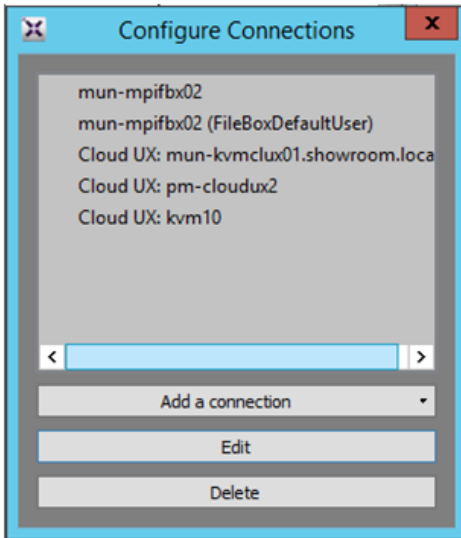 Configure Connections
x
mun-mpifbx02
mun-mpifbx02 (FileBoxDefaultUser)
Cloud UX: mun-kvmclux01.showroom.loca
Cloud UX: pm-cloudux2
Cloud UX: kvm10
Add a connection
Edit
Delete